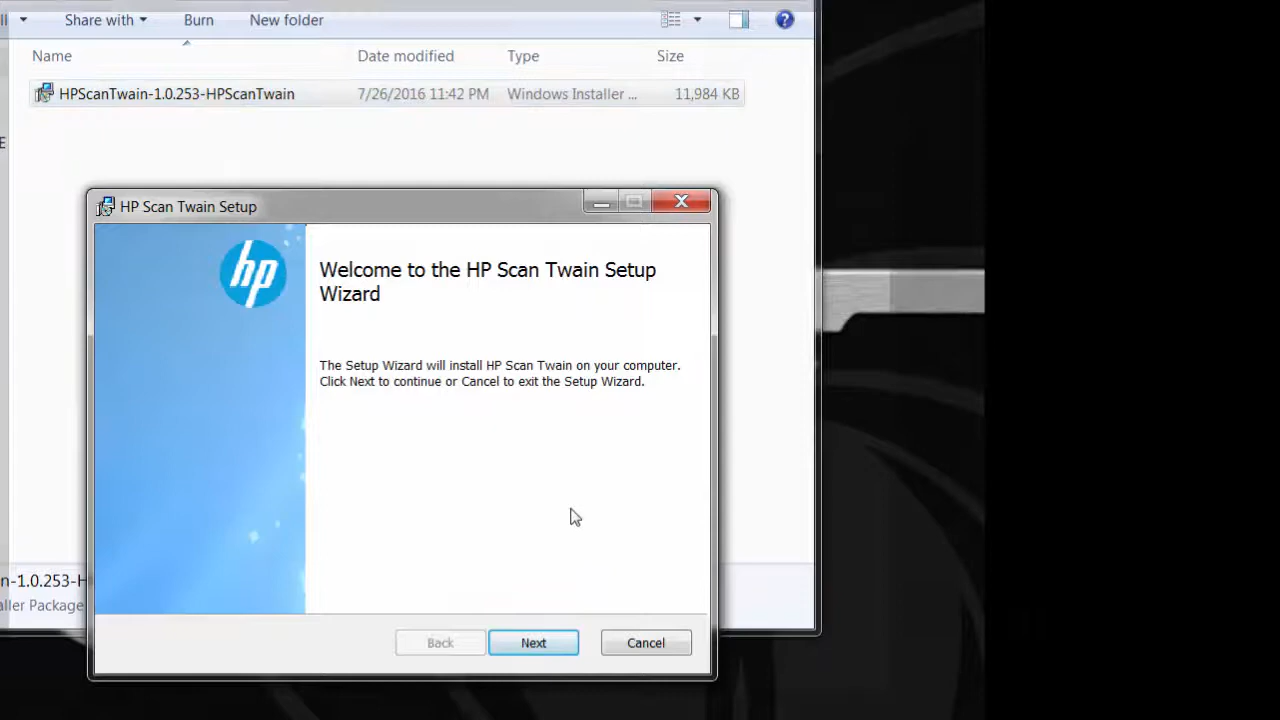 ll Share with Burn New folder ?
Name Date modified Type Size
HPScanTwain-1.0.253-HPScanTwain 7/26/2016 11:42 PM Windows Installer ... 11,984 KB
E
HP Scan Twain Setup
hp
Welcome to the HP Scan Twain Setup
Wizard
The Setup Wizard will install HP Scan Twain on your computer.
Click Next to continue or Cancel to exit the Setup Wizard.
n-1.0.253-H
aller Package
Back Next Cancel